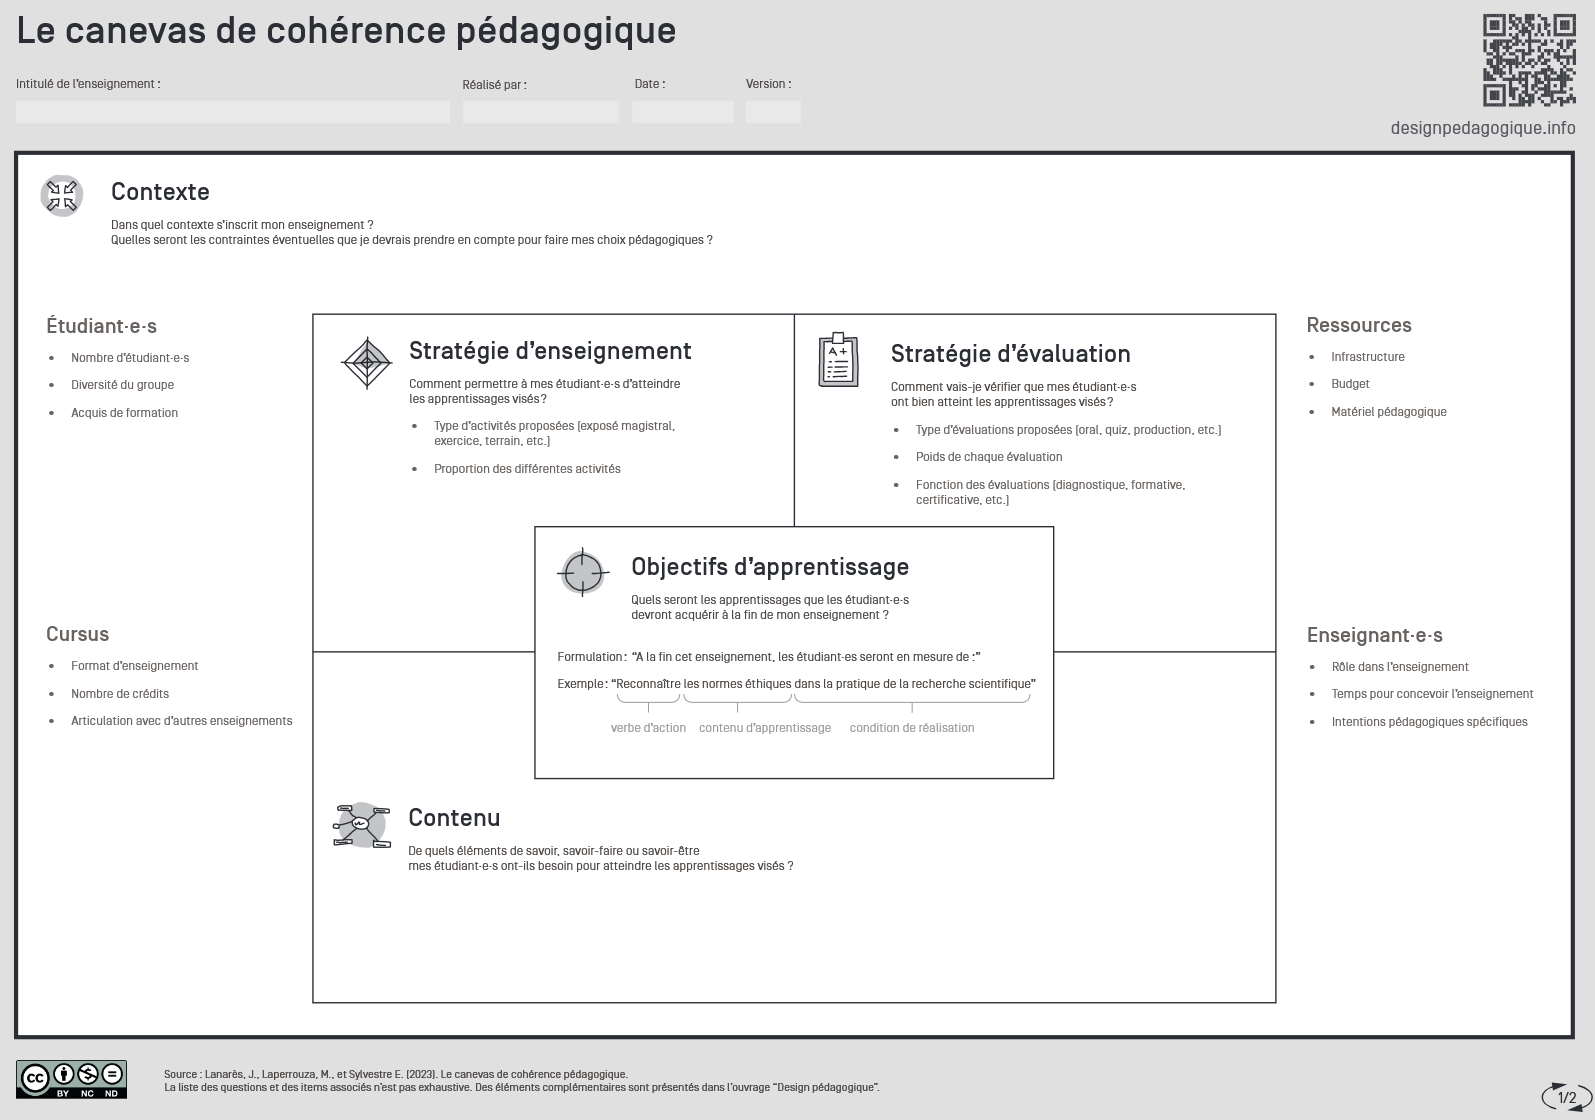 Le canevas de cohérence pédagogique
Intitulé de l'enseignement :
Réalisé par :
Date :
Version :
designpedagogique.info
Contexte
Dans quel contexte s'inscrit mon enseignement ?
Quelles seront les contraintes éventuelles que je devrais prendre en compte pour faire mes choix pédagogiques ?
Étudiant·e·s
• Nombre d'étudiant·e·s
• Diversité du groupe
• Acquis de formation
Cursus
• Format d'enseignement
• Nombre de crédits
• Articulation avec d'autres enseignements
Stratégie d'enseignement
Comment permettre à mes étudiant·e·s d'atteindre
les apprentissages visés ?
• Type d'activités proposées (exposé magistral,
exercice, terrain, etc.)
• Proportion des différentes activités
A+
Stratégie d'évaluation
Comment vais-je vérifier que mes étudiant·e·s
ont bien atteint les apprentissages visés ?
• Type d'évaluations proposées (oral, quiz, production, etc.)
• Poids de chaque évaluation
• Fonction des évaluations (diagnostique, formative,
certificative, etc.)
Objectifs d'apprentissage
Quels seront les apprentissages que les étudiant·e·s
devront acquérir à la fin de mon enseignement ?
Formulation : “A la fin cet enseignement, les étudiant·es seront en mesure de :”
Exemple : “Reconnaître les normes éthiques dans la pratique de la recherche scientifique”
verbe d'action
contenu d'apprentissage
condition de réalisation
Contenu
De quels éléments de savoir, savoir-faire ou savoir-être
mes étudiant·e·s ont-ils besoin pour atteindre les apprentissages visés ?
Ressources
• Infrastructure
• Budget
• Matériel pédagogique
Enseignant·e·s
• Rôle dans l'enseignement
• Temps pour concevoir l'enseignement
• Intentions pédagogiques spécifiques
cc
BY NC ND
Source : Lanarès, J., Laperrouza, M., et Sylvestre E. (2023). Le canevas de cohérence pédagogique.
La liste des questions et des items associés n'est pas exhaustive. Des éléments complémentaires sont présentés dans l'ouvrage “Design pédagogique”.
1/2